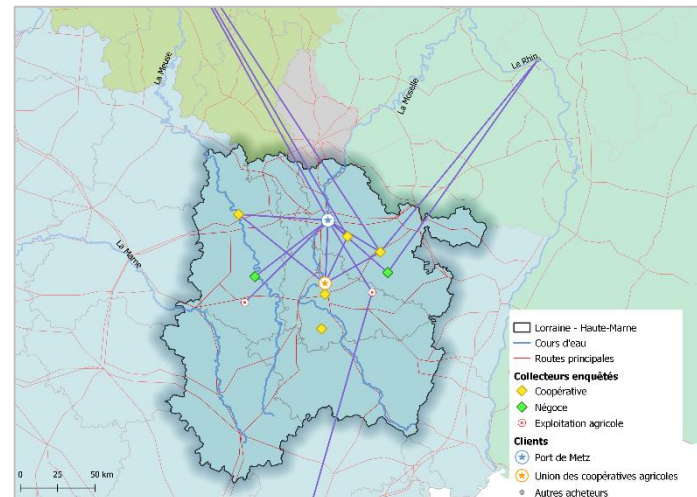 La Meuse
La Moselle
Le Rhin
La Marne
Lorraine - Haute-Marne
Cours d'eau
Routes principales
Collecteurs enquêtés
Coopérative
Négoce
Exploitation agricole
Clients
Port de Metz
Union des coopératives agricoles
Autres acheteurs
0 25 50 km